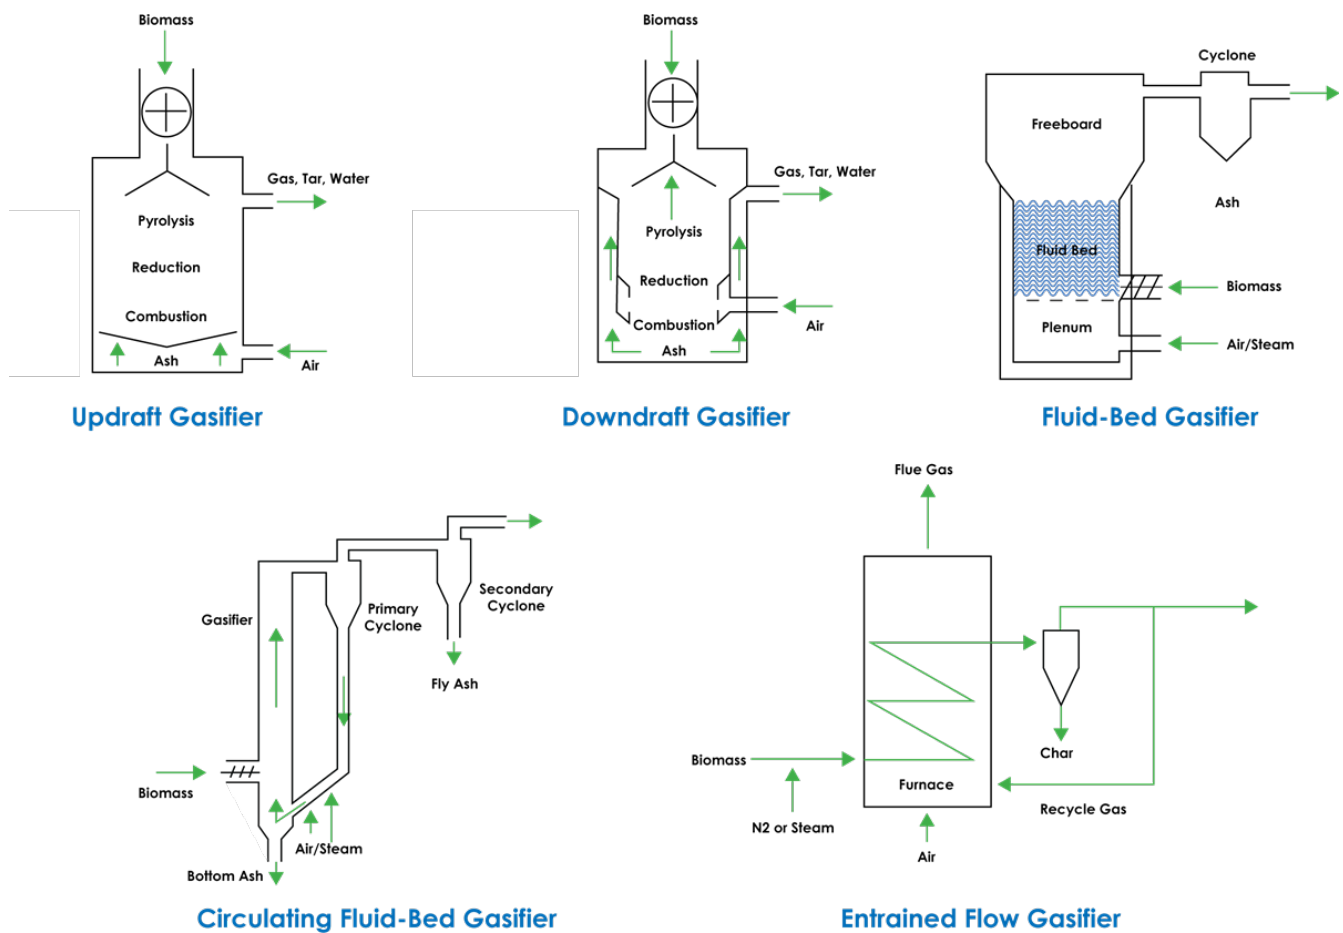 Biomass
Gas, Tar, Water
Pyrolysis
Reduction
Combustion
Ash
Air
Updraft Gasifier
Biomass
Gas, Tar, Water
Pyrolysis
Reduction
Combustion
Air
Ash
Downdraft Gasifier
Cyclone
Freeboard
Ash
Fluid Bed
Biomass
Plenum
Air/Steam
Fluid-Bed Gasifier
Gasifier
Primary
Cyclone
Secondary
Cyclone
Fly Ash
Biomass
Air/Steam
Bottom Ash
Circulating Fluid-Bed Gasifier
Flue Gas
Char
Biomass
Furnace
Recycle Gas
N2 or Steam
Air
Entrained Flow Gasifier